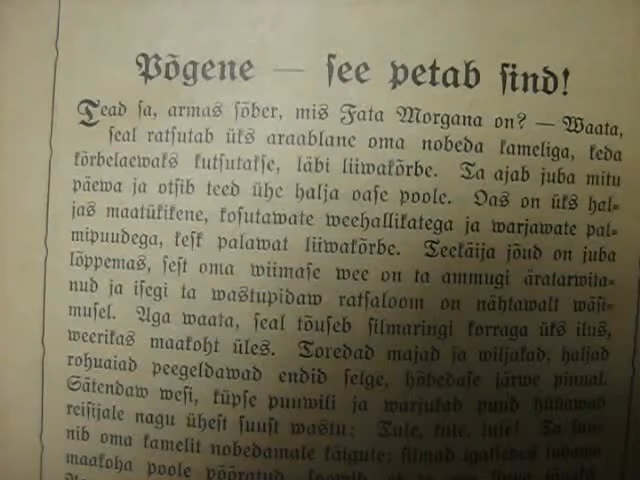 Põgene — see petab sind!
Tead sa, armas sõber, mis Fata Morgana on? — Waata,
seal ratsutab üks araablane oma nobeda kameliga, keda
kõrbelaewaks kutsutakse, läbi liiwakõrbe. Ta ajab juba mitu
päewa ja otsib teed ühe halja oase poole. Oas on üks hal-
jas maatükikene, kosutawate weehallikatega ja warjawate pal-
mipuudega, kesk palawat liiwakõrbe. Teekäija jõud on juba
lõppemas, sest oma wiimase wee on ta ammugi äratarwita-
nud ja isegi ta wastupidaw ratsaloom on nähtawalt wäsi-
musel. Aga waata, seal tõuseb silmaringi korraga üks ilus,
weerikas maakoht üles. Toredad majad ja wiljakad, haljad
rohuaiad peegeldawad endid selge, hõbedase järwe pinnal.
Sätendaw wesi, küpse puuwili ja warjukad puud hüüawad
reisijale nagu ühest suust wastu: Tule, tule, tule! Ta sun-
nib oma kamelit nobedamale käigule; silmad igatsedes
maakoha poole pööratud,